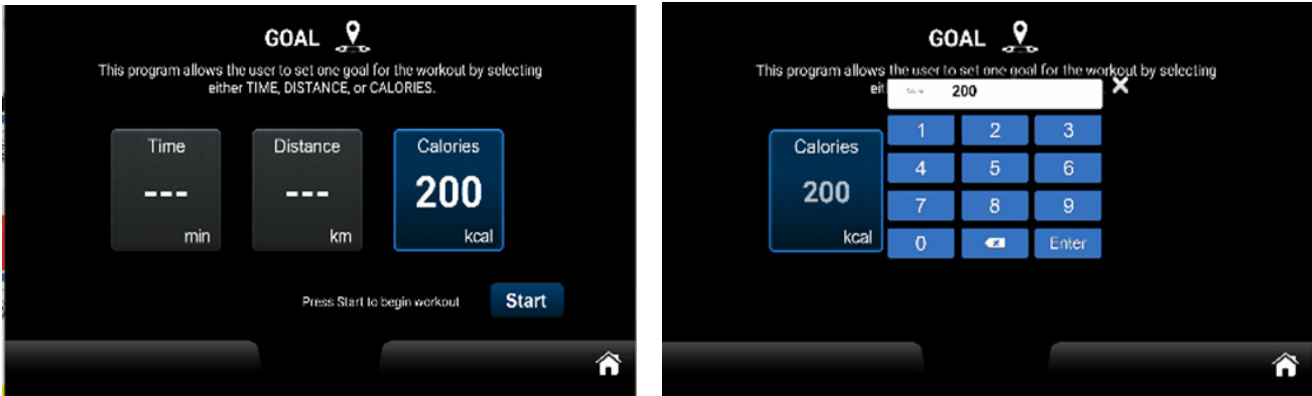 GOAL
This program allows the user to set one goal for the workout by selecting
either TIME, DISTANCE, or CALORIES.
Time
---
min
Distance
---
km
Calories
200
kcal
Press Start to begin workout
Start
GOAL
This program allows the user to set one goal for the workout by selecting
200
Calories
200
kcal
1 2 3
4 5 6
7 8 9
0 Enter